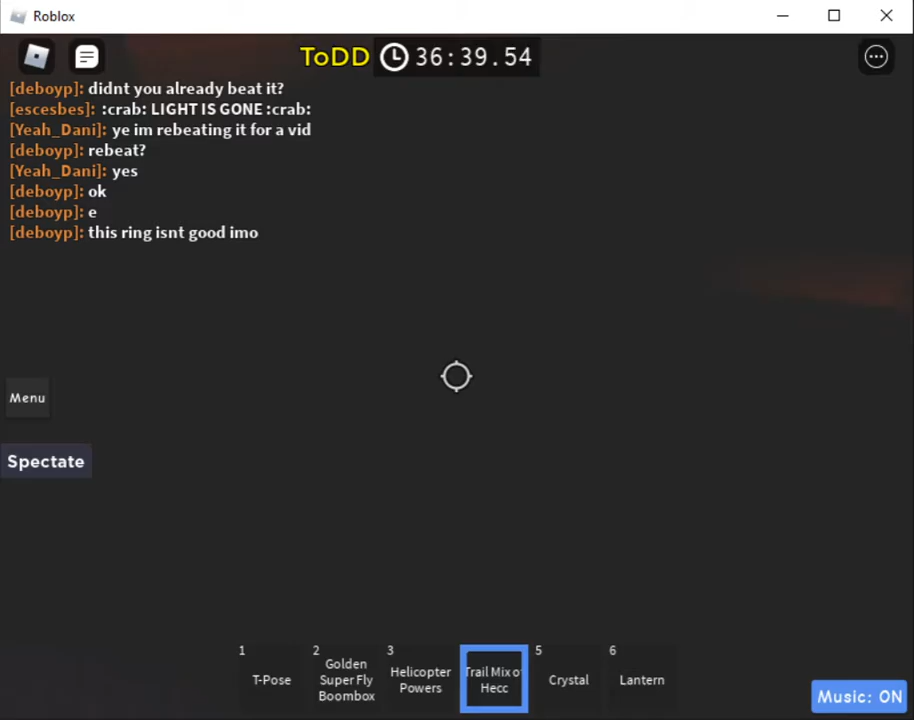 Roblox
ToDD 36:39.54
[deboyp]: didnt you already beat it?
[escesbes]: :crab: LIGHT IS GONE :crab:
[Yeah_Dani]: ye im rebeating it for a vid
[deboyp]: rebeat?
[Yeah_Dani]: yes
[deboyp]: ok
[deboyp]: e
[deboyp]: this ring isnt good imo
Menu
Spectate
1
T-Pose
2
Golden
Super Fly
Boombox
3
Helicopter
Powers
Trail Mix of
Hecc
5
Crystal
6
Lantern
Music: ON